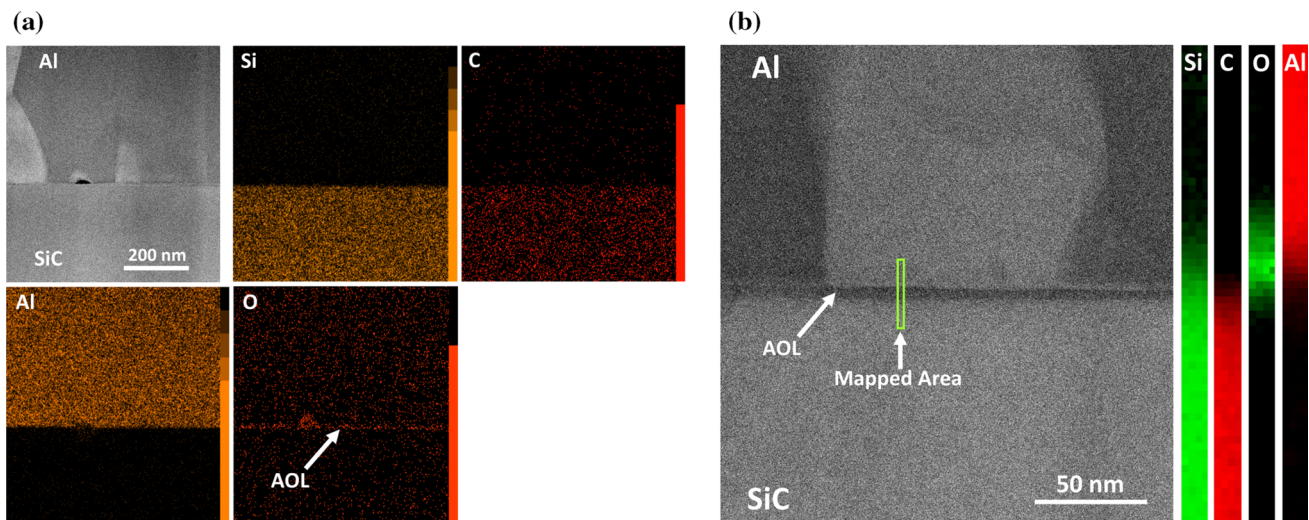 (a)
Al
SiC
200 nm
Si
C
Al
O
AOL
(b)
Al
AOL
Mapped Area
SiC
50 nm
Si C O Al